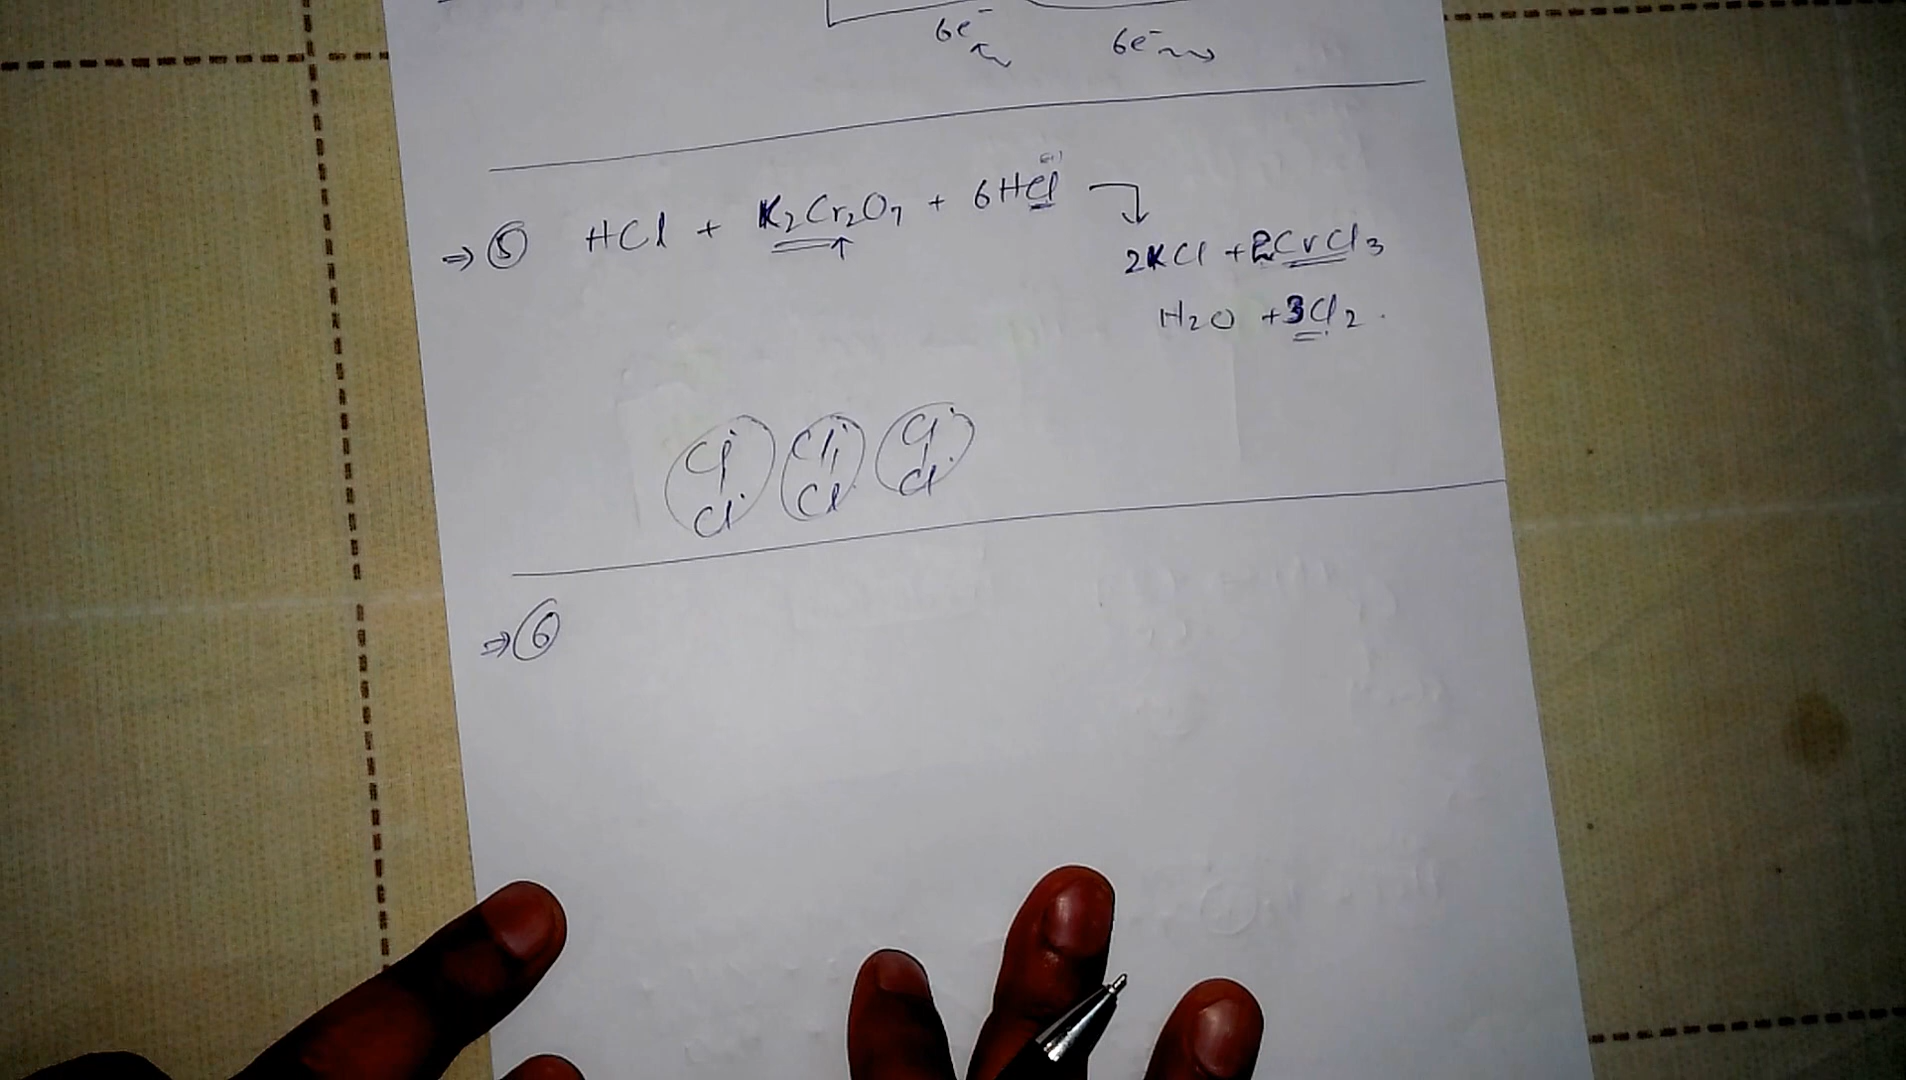 6e⁻ 6e⁻
⇒ ⑤ HCl + K₂Cr₂O₇ + 6HCl
2KCl + 2CrCl₃
H₂O + 3Cl₂.
Cl Cl Cl
Cl Cl Cl
⇒ ⑥